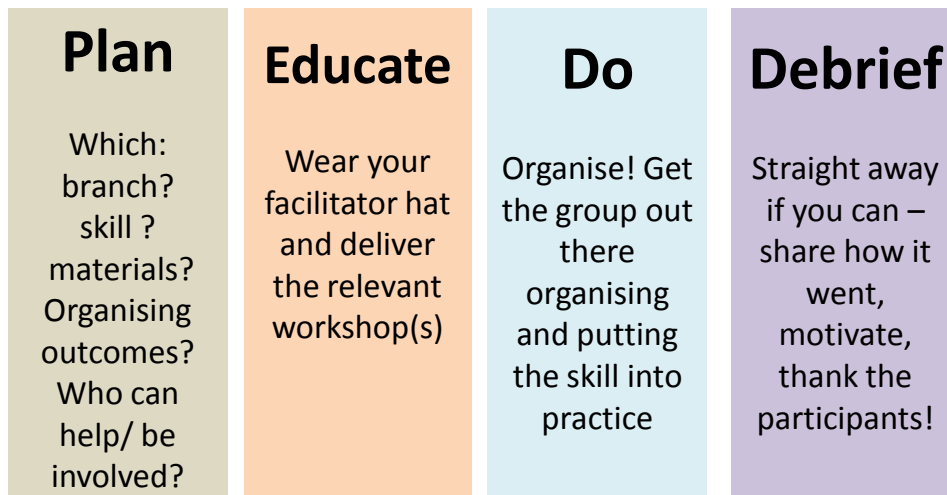 Plan
Which:
branch?
skill ?
materials?
Organising
outcomes?
Who can
help/ be
involved?
Educate
Wear your
facilitator hat
and deliver
the relevant
workshop(s)
Do
Organise! Get
the group out
there
organising
and putting
the skill into
practice
Debrief
Straight away
if you can –
share how it
went,
motivate,
thank the
participants!